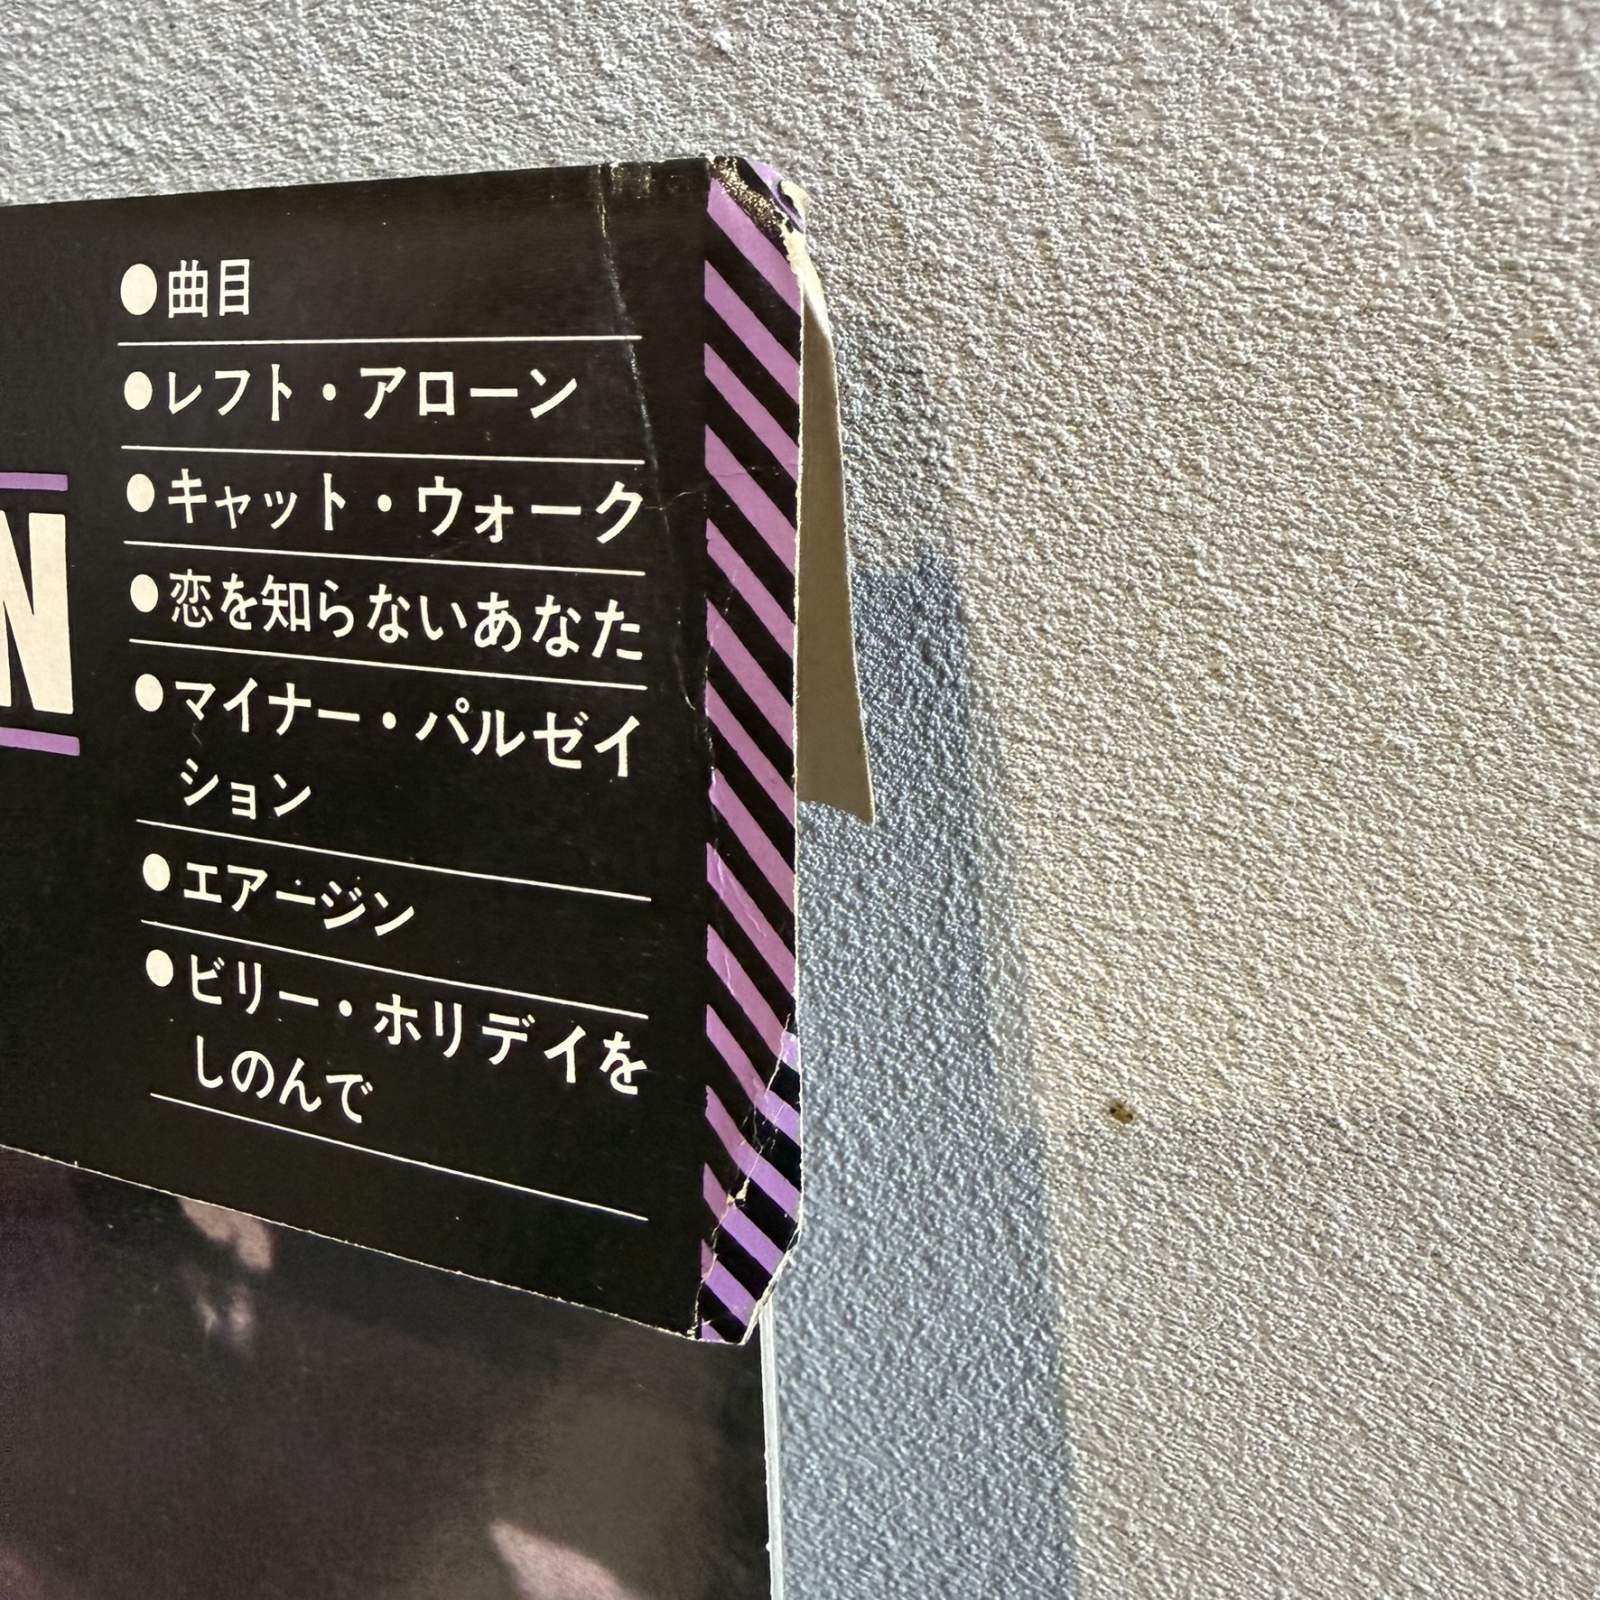 N
●曲目
●レフト・アローン
●キャット・ウォーク
●恋を知らないあなた
●マイナー・パルゼイ
ション
●エアージン
●ビリー・ホリデイを
しのんで